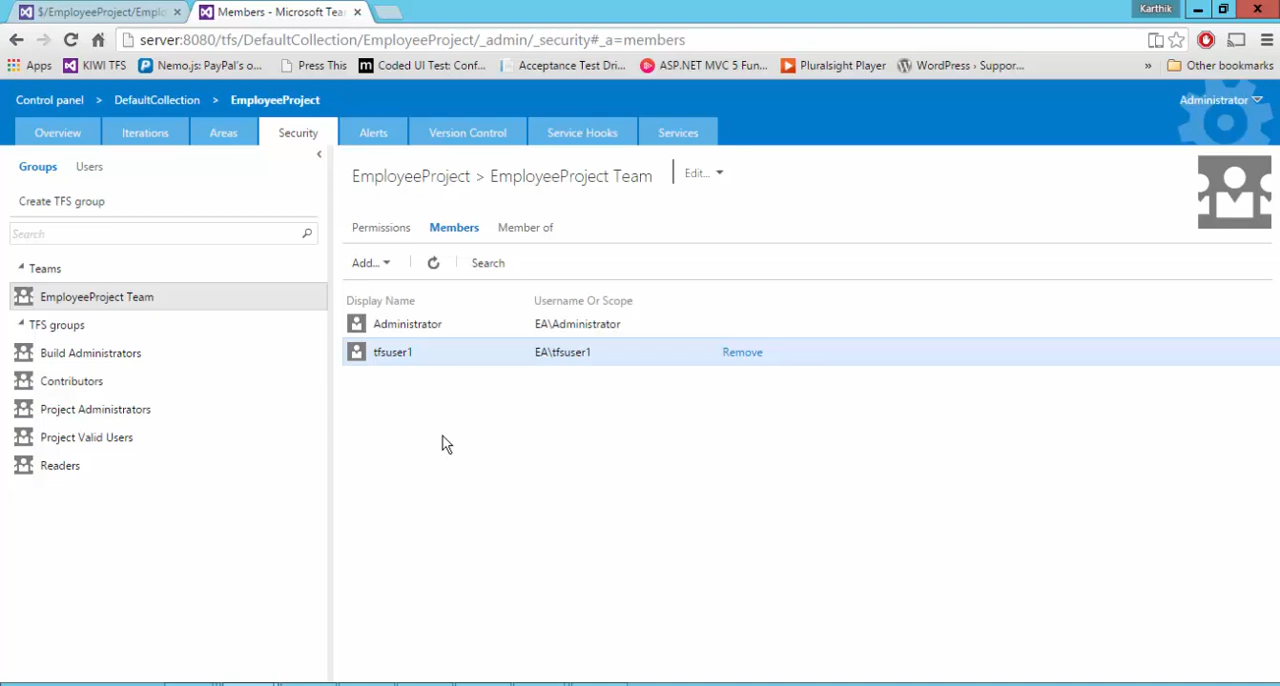 $/EmployeeProject/Emplo
Members - Microsoft Tea
Karthik
server:8080/tfs/DefaultCollection/EmployeeProject/_admin/_security#_a=members
Apps
KIWI TFS
Nemo.js: PayPal's o...
Press This
Coded UI Test: Conf...
Acceptance Test Dri...
ASP.NET MVC 5 Fun...
Pluralsight Player
WordPress › Suppor...
»
Other bookmarks
Control panel > DefaultCollection > EmployeeProject
Administrator
Overview
Iterations
Areas
Security
Alerts
Version Control
Service Hooks
Services
Groups
Users
Create TFS group
Search
Teams
EmployeeProject Team
TFS groups
Build Administrators
Contributors
Project Administrators
Project Valid Users
Readers
EmployeeProject > EmployeeProject Team
Edit...
Permissions
Members
Member of
Add...
Search
Display Name
Username Or Scope
Administrator
EA\Administrator
tfsuser1
EA\tfsuser1
Remove